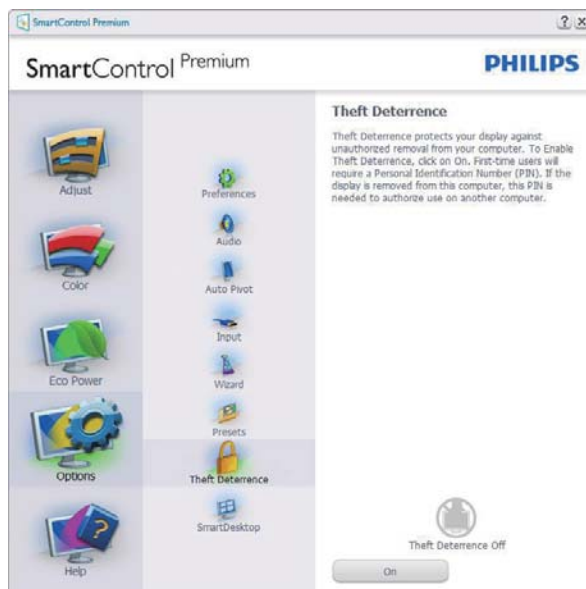 SmartControl Premium
? X
SmartControl Premium
PHILIPS
Adjust
Color
Eco Power
Options
Help
Preferences
Audio
Auto Pivot
Input
Wizard
Presets
Theft Deterrence
SmartDesktop
Theft Deterrence
Theft Deterrence protects your display against
unauthorized removal from your computer. To Enable
Theft Deterrence, click on On. First-time users will
require a Personal Identification Number (PIN). If the
display is removed from this computer, this PIN is
needed to authorize use on another computer.
Theft Deterrence Off
On